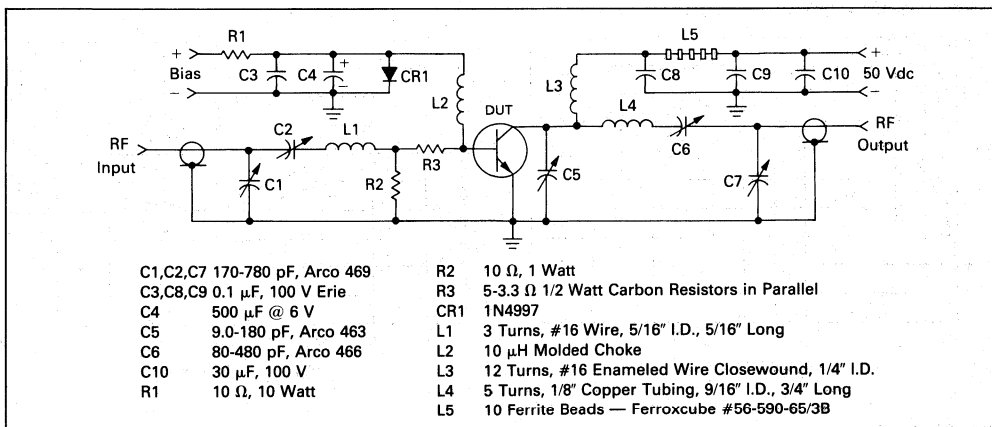 R1
L5
+
Bias
−
C3
C4
+
−
CR1
L2
L3
C8
C9
C10
+
50 Vdc
−
DUT
L4
C2
L1
C6
RF
Input
RF
Output
C1
R2
R3
C5
C7
C1,C2,C7 170-780 pF, Arco 469
C3,C8,C9 0.1 μF, 100 V Erie
C4 500 μF @ 6 V
C5 9.0-180 pF, Arco 463
C6 80-480 pF, Arco 466
C10 30 μF, 100 V
R1 10 Ω, 10 Watt
R2 10 Ω, 1 Watt
R3 5-3.3 Ω 1/2 Watt Carbon Resistors in Parallel
CR1 1N4997
L1 3 Turns, #16 Wire, 5/16″ I.D., 5/16″ Long
L2 10 μH Molded Choke
L3 12 Turns, #16 Enameled Wire Closewound, 1/4″ I.D.
L4 5 Turns, 1/8″ Copper Tubing, 9/16″ I.D., 3/4″ Long
L5 10 Ferrite Beads — Ferroxcube #56-590-65/3B